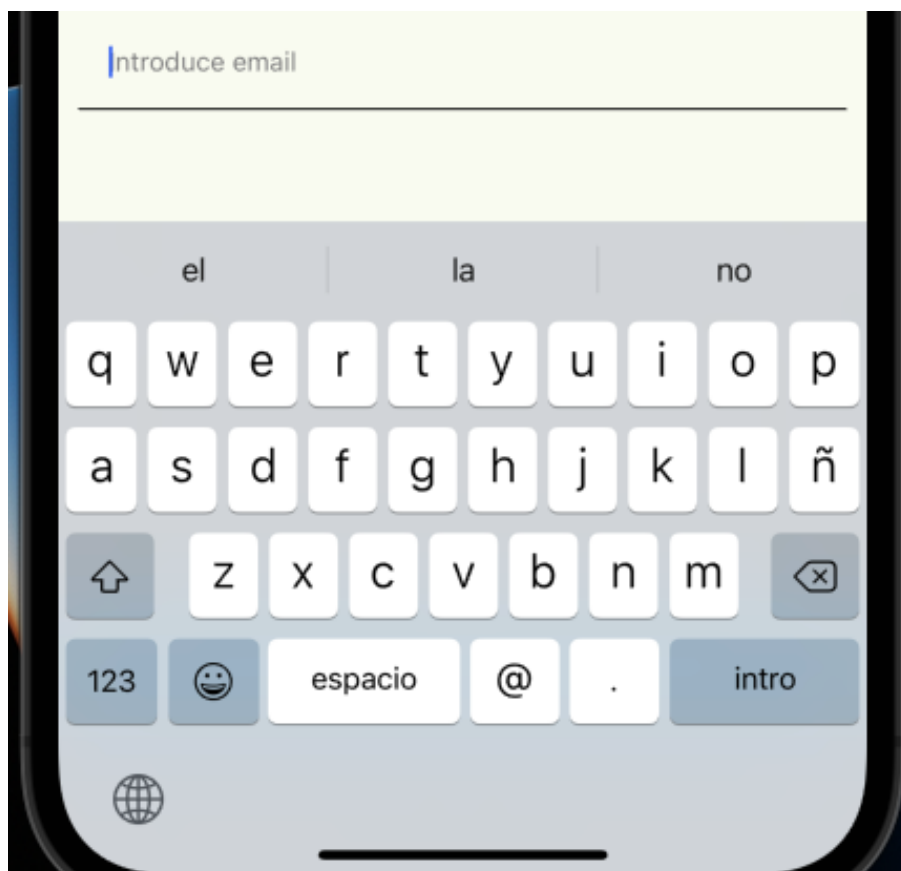 Introduce email
el la no
q w e r t y u i o p
a s d f g h j k l ñ
z x c v b n m
123 espacio @ . intro